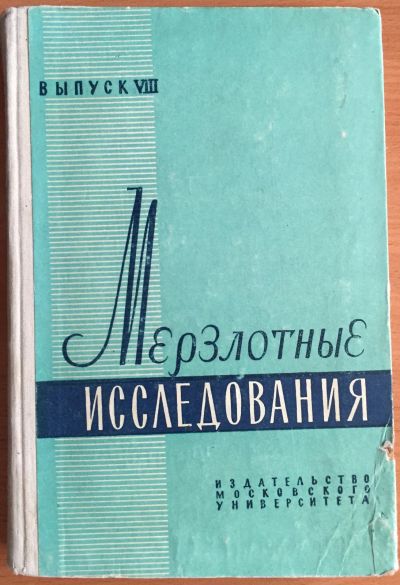 ВЫПУСК VIII
Мерзлотные
ИССЛЕДОВАНИЯ
ИЗДАТЕЛЬСТВО
МОСКОВСКОГО
УНИВЕРСИТЕТА